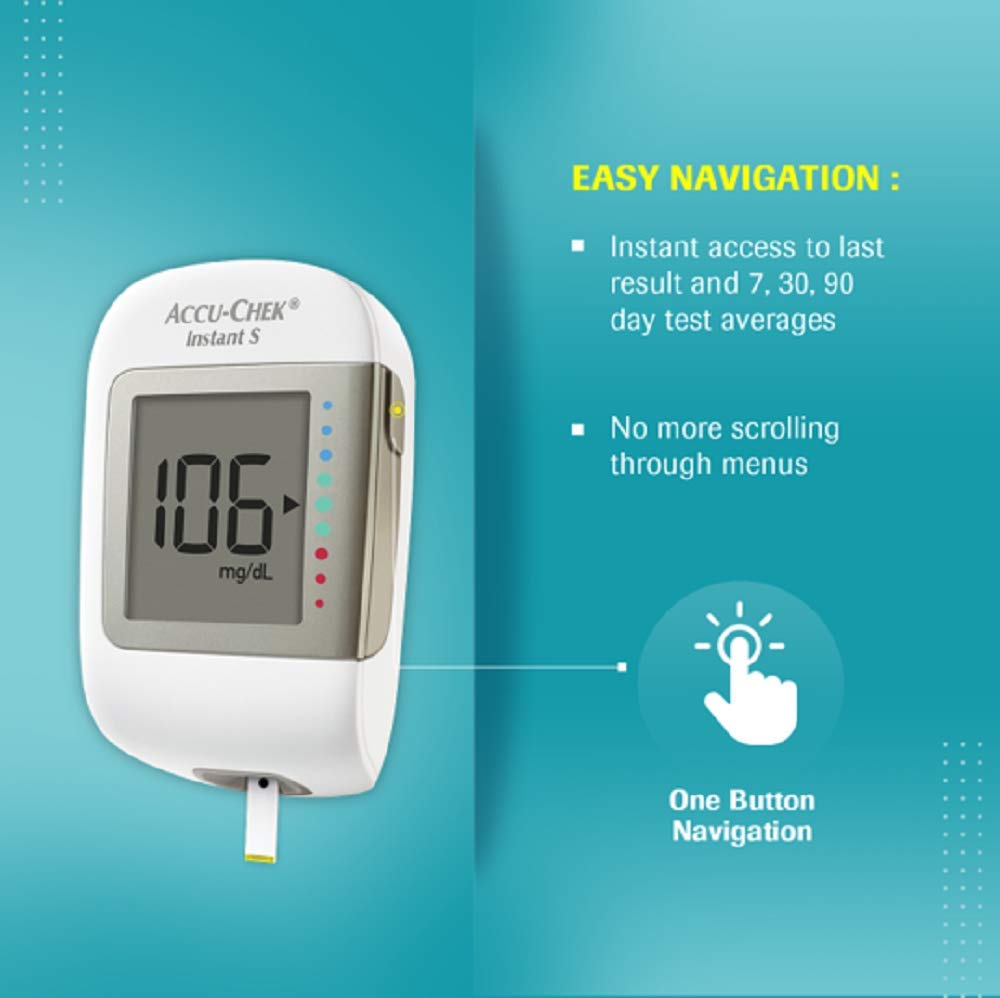 ACCU-CHEK®
Instant S
106
mg/dL
EASY NAVIGATION :
Instant access to last
result and 7, 30, 90
day test averages
No more scrolling
through menus
One Button
Navigation